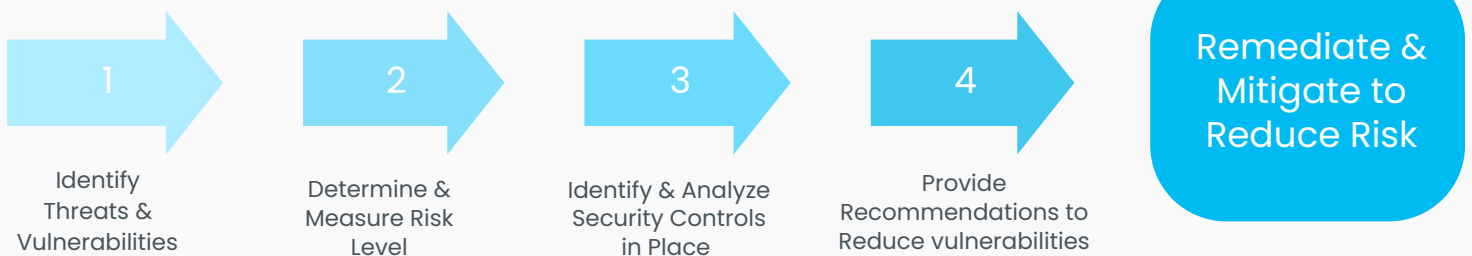 1
Identify
Threats &
Vulnerabilities
2
Determine &
Measure Risk
Level
3
Identify & Analyze
Security Controls
in Place
4
Provide
Recommendations to
Reduce vulnerabilities
Remediate &
Mitigate to
Reduce Risk